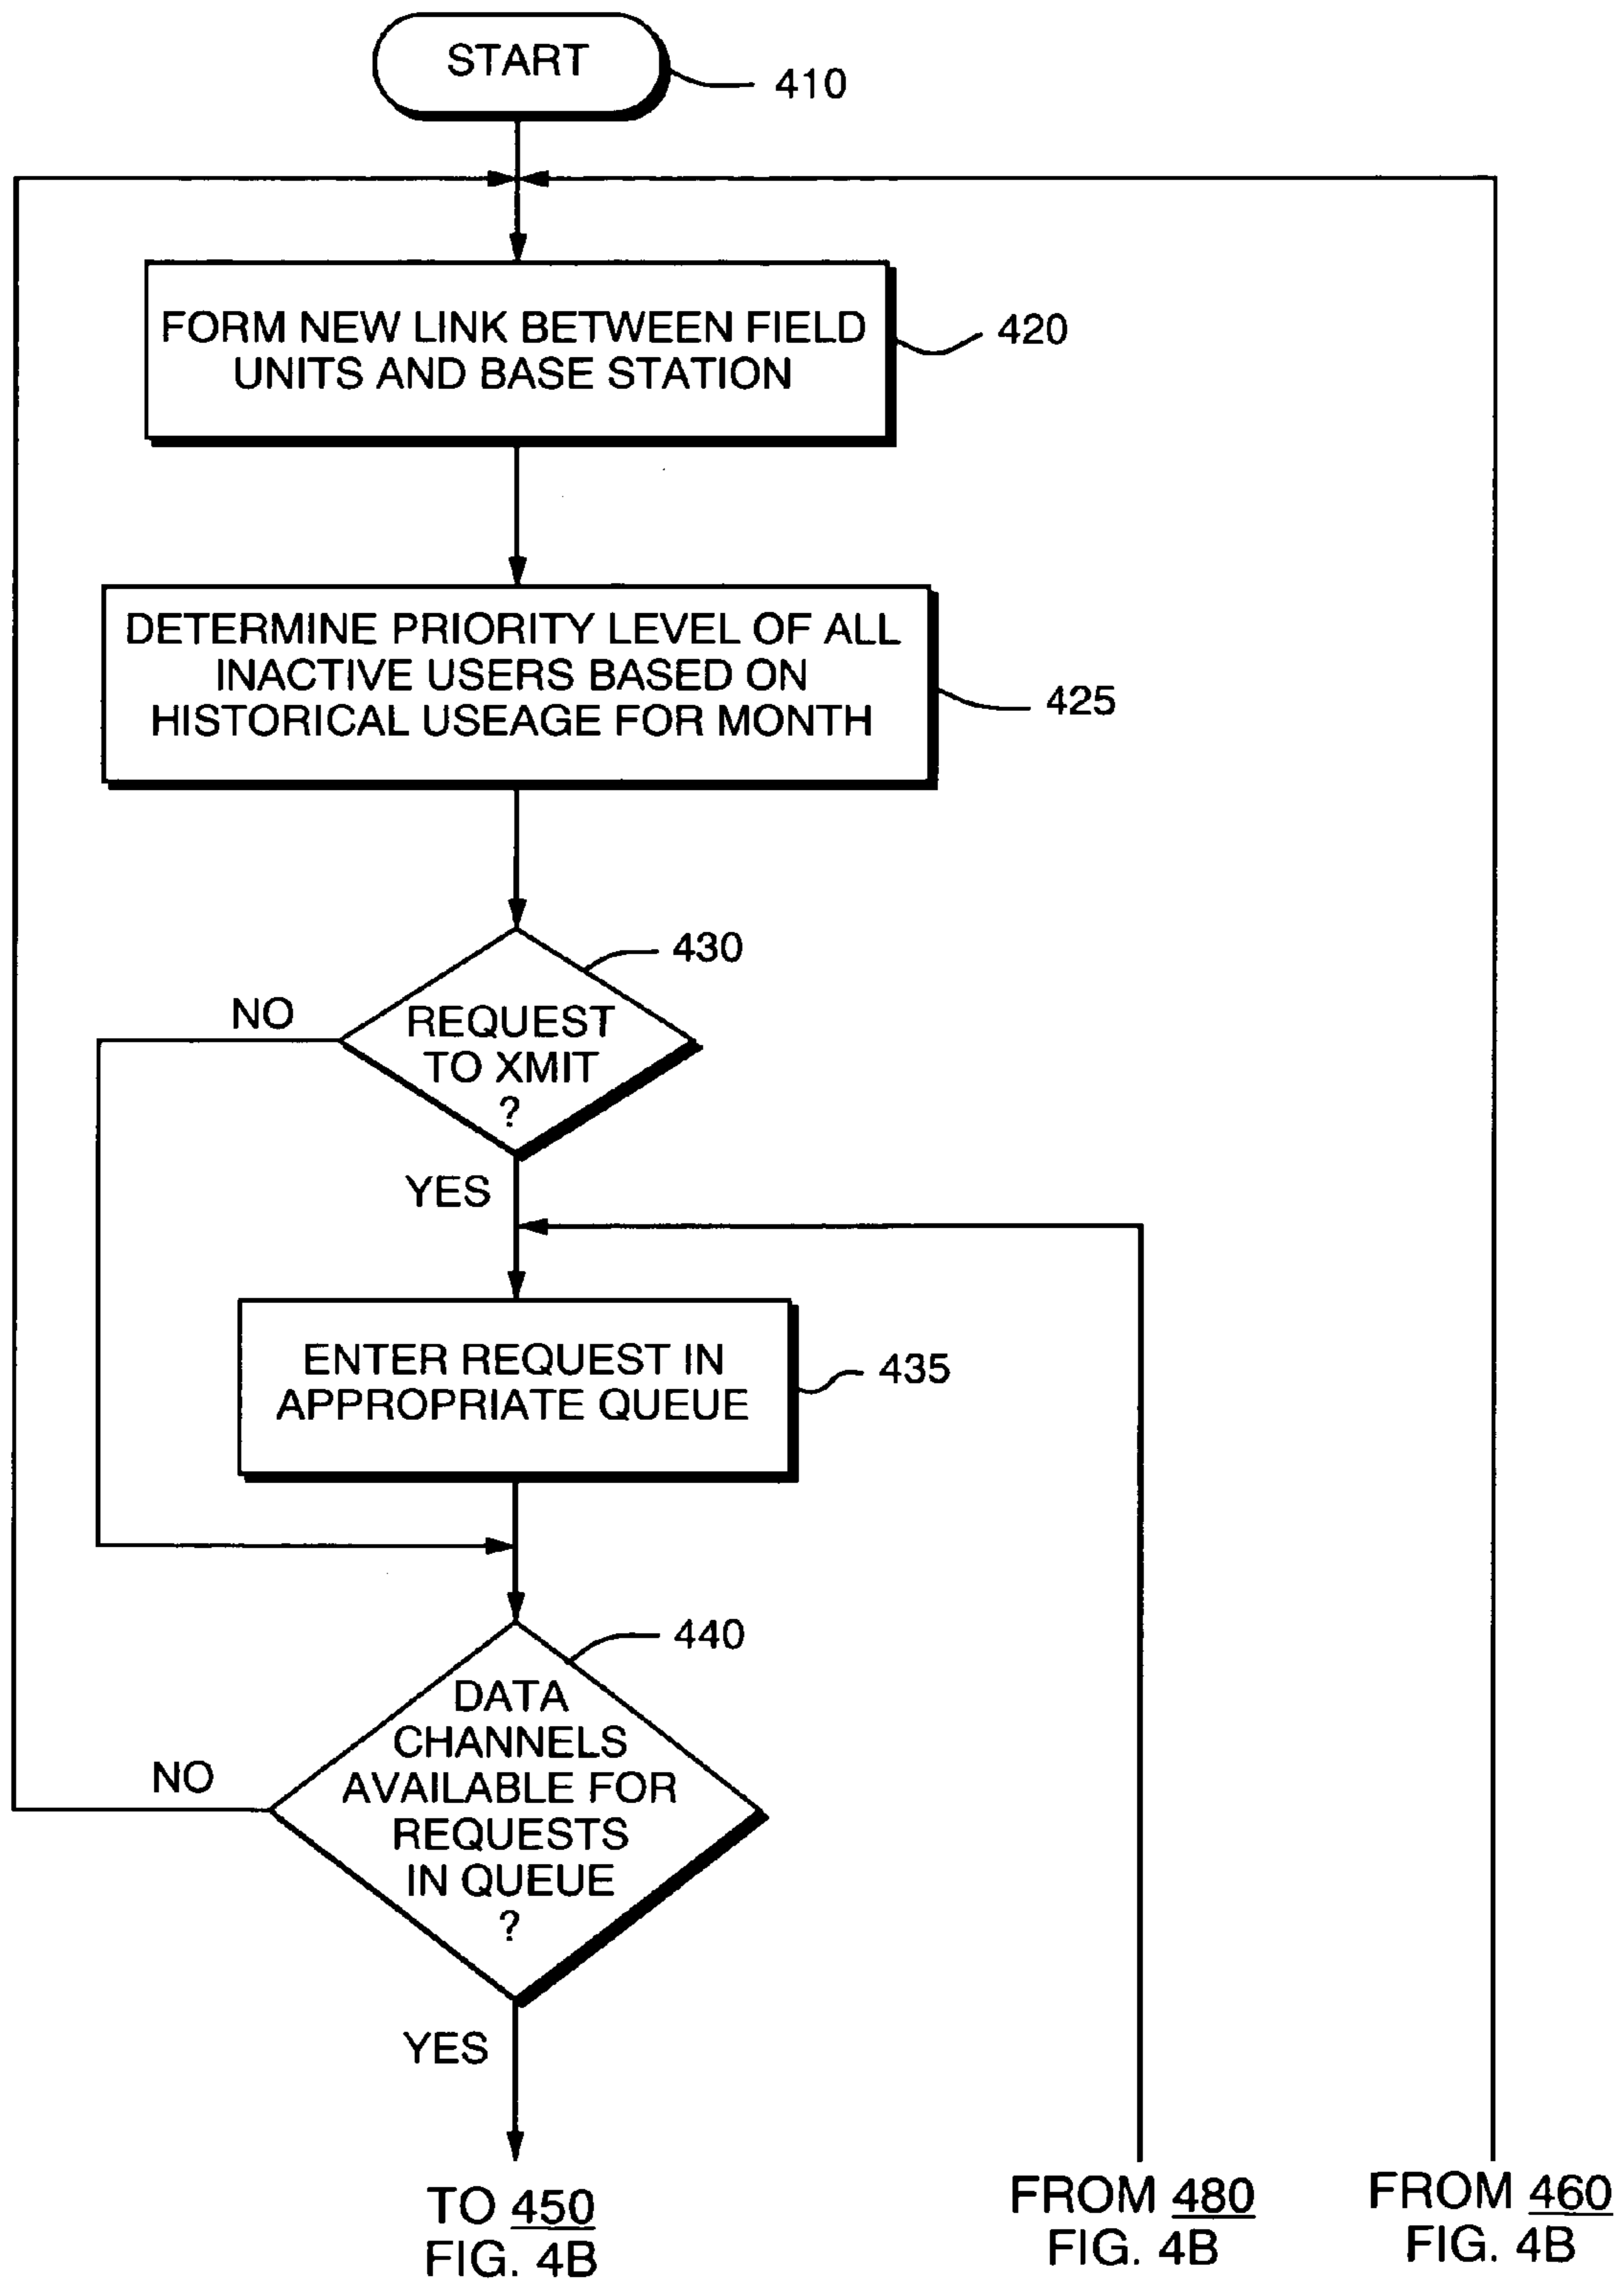 START
410
FORM NEW LINK BETWEEN FIELD
UNITS AND BASE STATION
420
DETERMINE PRIORITY LEVEL OF ALL
INACTIVE USERS BASED ON
HISTORICAL USEAGE FOR MONTH
425
430
NO
REQUEST
TO XMIT
?
YES
ENTER REQUEST IN
APPROPRIATE QUEUE
435
440
DATA
CHANNELS
AVAILABLE FOR
REQUESTS
IN QUEUE
?
NO
YES
TO 450
FIG. 4B
FROM 480
FIG. 4B
FROM 460
FIG. 4B